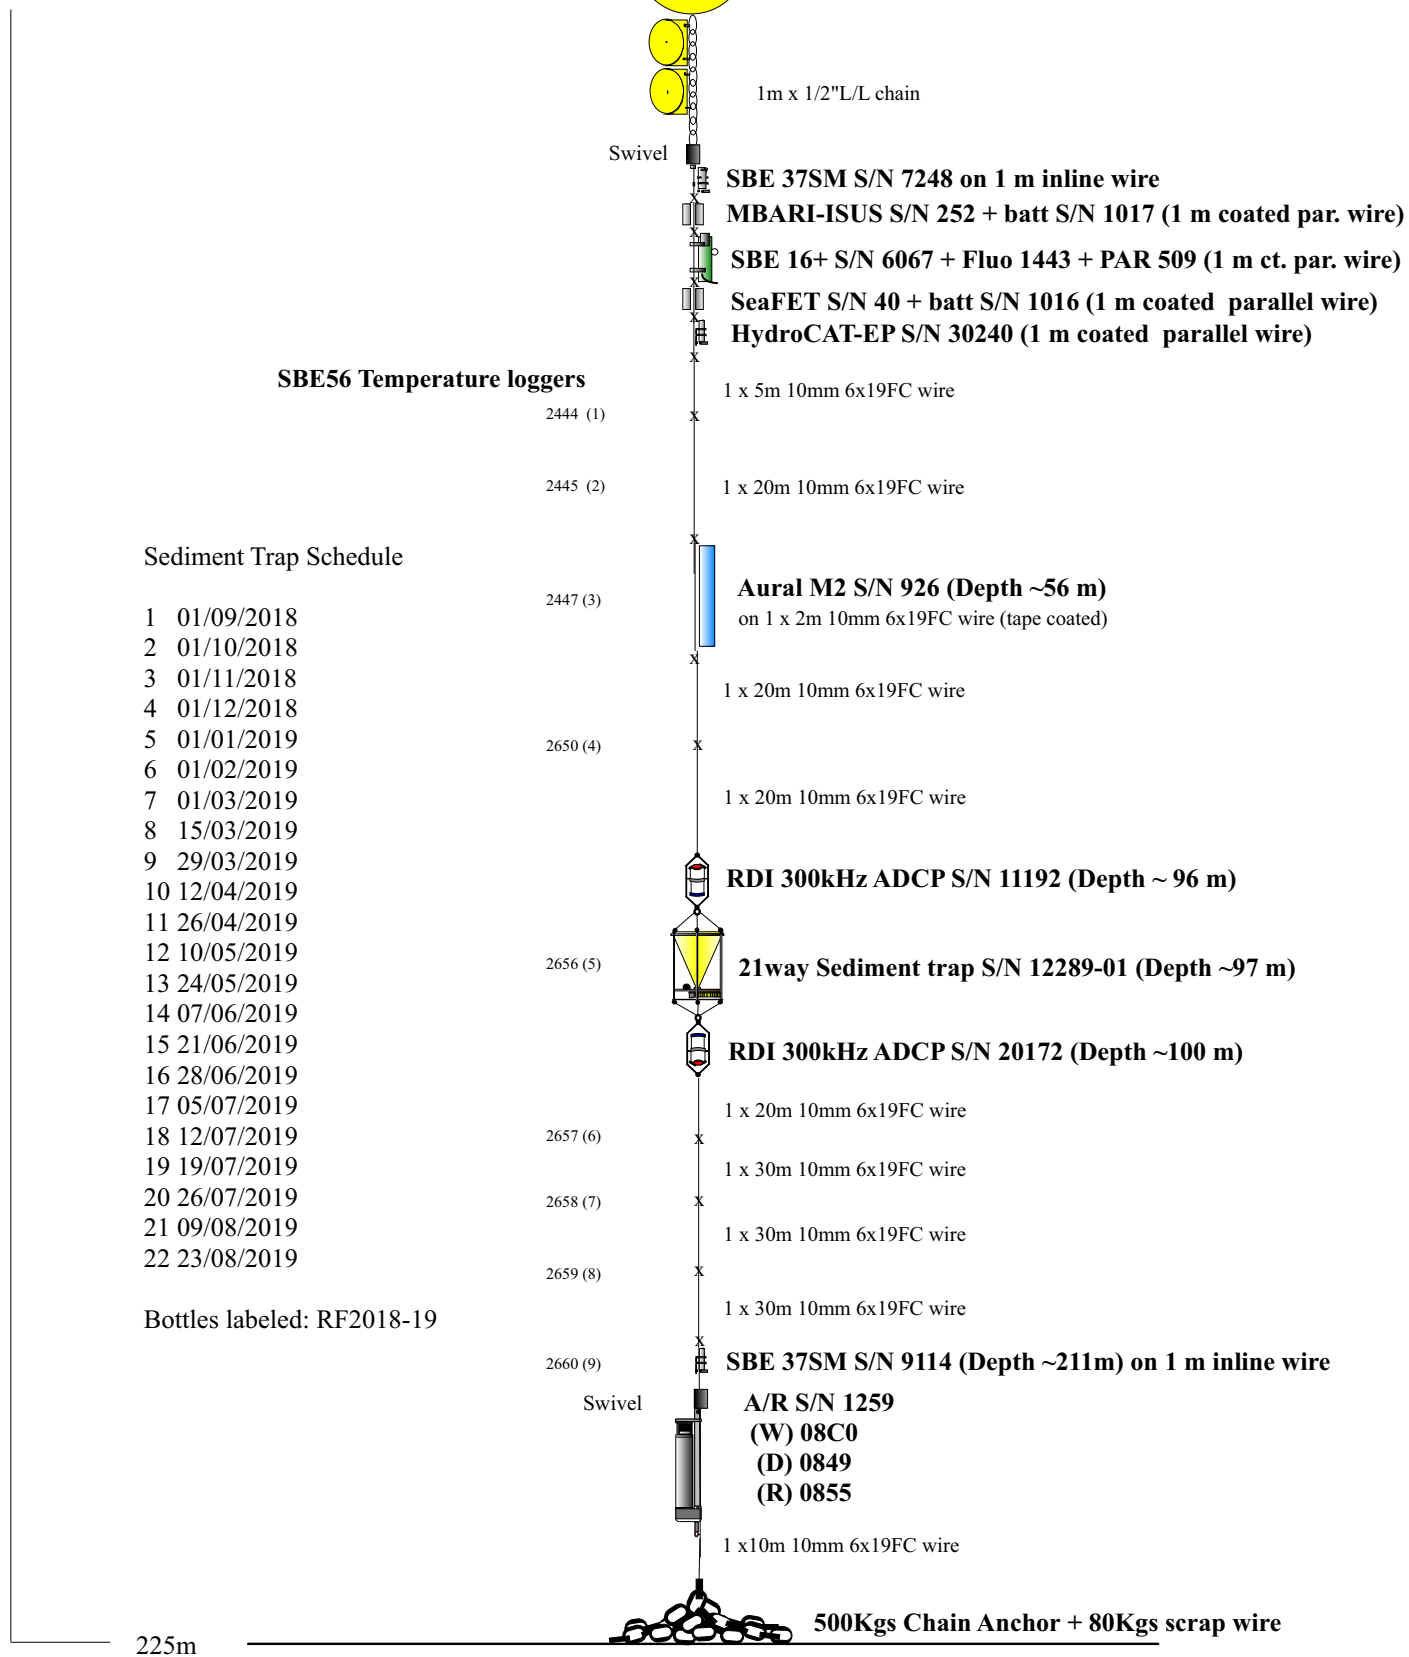 1m x 1/2"L/L chain
Swivel
SBE 37SM S/N 7248 on 1 m inline wire
MBARI-ISUS S/N 252 + batt S/N 1017 (1 m coated par. wire)
SBE 16+ S/N 6067 + Fluo 1443 + PAR 509 (1 m ct. par. wire)
SeaFET S/N 40 + batt S/N 1016 (1 m coated  parallel wire)
HydroCAT-EP S/N 30240 (1 m coated  parallel wire)
SBE56 Temperature loggers
1 x 5m 10mm 6x19FC wire
2444  (1)
2445  (2)
1 x 20m 10mm 6x19FC wire
Aural M2 S/N 926 (Depth ~56 m)
on 1 x 2m 10mm 6x19FC wire (tape coated)
2447 (3)
1 x 20m 10mm 6x19FC wire
2650 (4)
1 x 20m 10mm 6x19FC wire
RDI 300kHz ADCP S/N 11192 (Depth ~ 96 m)
2656 (5)
21way Sediment trap S/N 12289-01 (Depth ~97 m)
RDI 300kHz ADCP S/N 20172 (Depth ~100 m)
1 x 20m 10mm 6x19FC wire
2657 (6)
1 x 30m 10mm 6x19FC wire
2658 (7)
1 x 30m 10mm 6x19FC wire
2659 (8)
1 x 30m 10mm 6x19FC wire
2660 (9)
SBE 37SM S/N 9114 (Depth ~211m) on 1 m inline wire
Swivel
A/R S/N 1259
(W) 08C0
(D) 0849
(R) 0855
1 x10m 10mm 6x19FC wire
500Kgs Chain Anchor + 80Kgs scrap wire
225m
Sediment Trap Schedule
1 01/09/2018
2 01/10/2018
3 01/11/2018
4 01/12/2018
5 01/01/2019
6 01/02/2019
7 01/03/2019
8 15/03/2019
9 29/03/2019
10 12/04/2019
11 26/04/2019
12 10/05/2019
13 24/05/2019
14 07/06/2019
15 21/06/2019
16 28/06/2019
17 05/07/2019
18 12/07/2019
19 19/07/2019
20 26/07/2019
21 09/08/2019
22 23/08/2019
Bottles labeled: RF2018-19
x
x
x
x
x
x
x
x
x
x
x
x
x